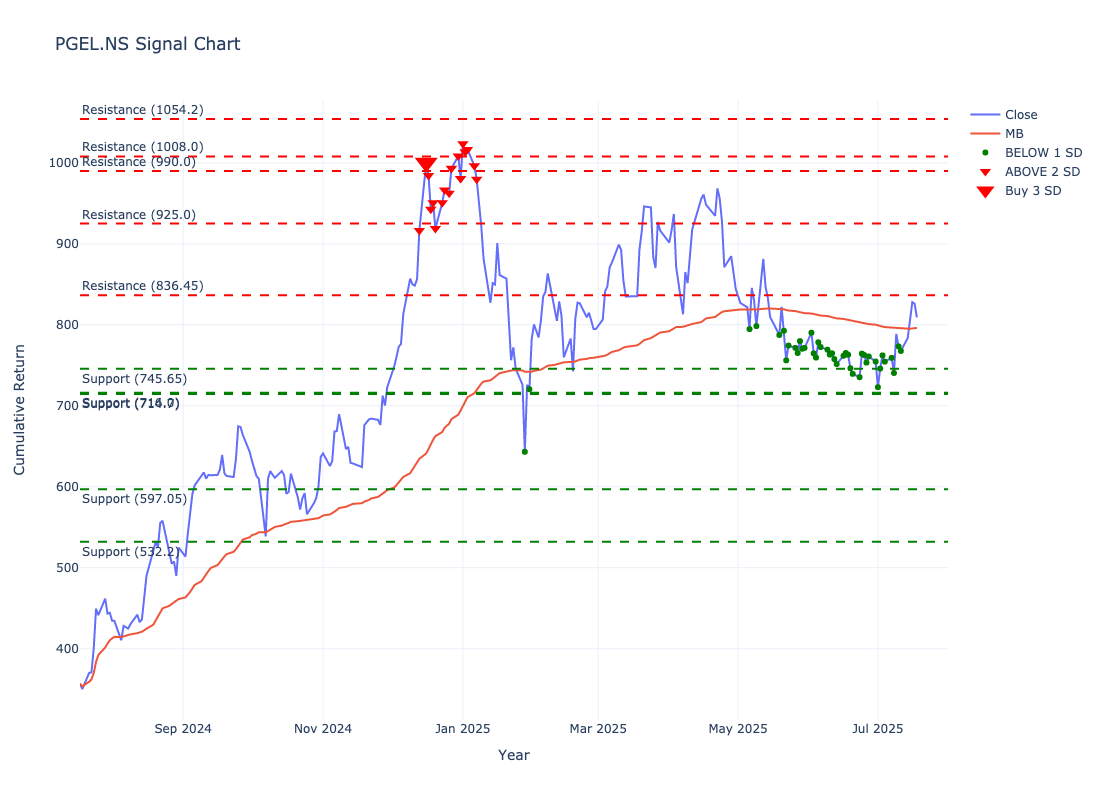 PGEL.NS Signal Chart
Resistance (1054.2)
Resistance (1008.0)
Resistance (990.0)
Resistance (925.0)
Resistance (836.45)
Support (745.65)
Support (597.05)
Support (532.2)
1000
900
800
700
600
500
400
Sep 2024
Nov 2024
Jan 2025
Mar 2025
May 2025
Jul 2025
Year
Cumulative Return
Close
MB
BELOW 1 SD
ABOVE 2 SD
Buy 3 SD